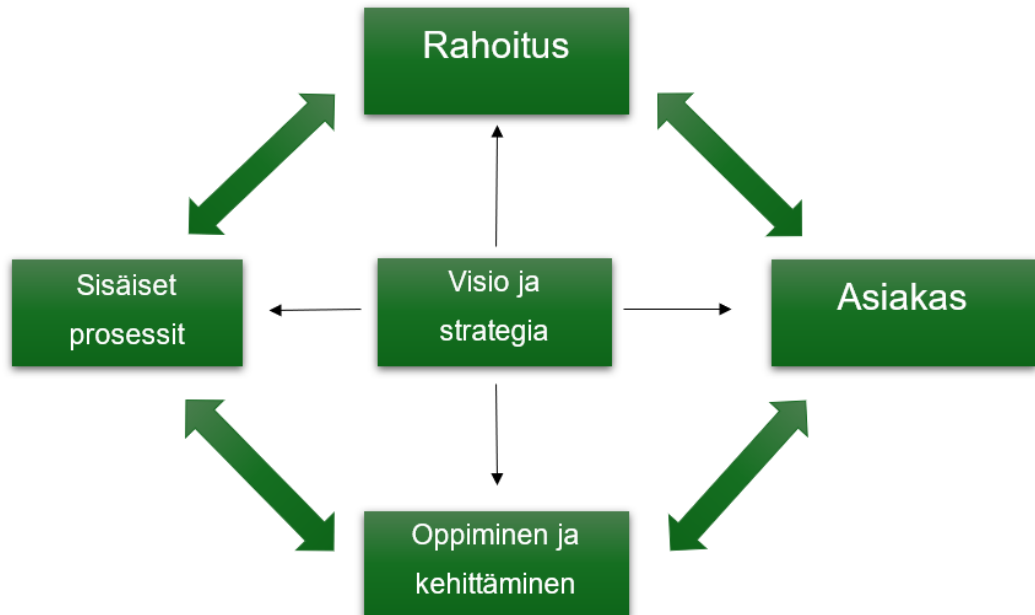 Rahoitus
Sisäiset
prosessit
Visio ja
strategia
Asiakas
Oppiminen ja
kehittäminen